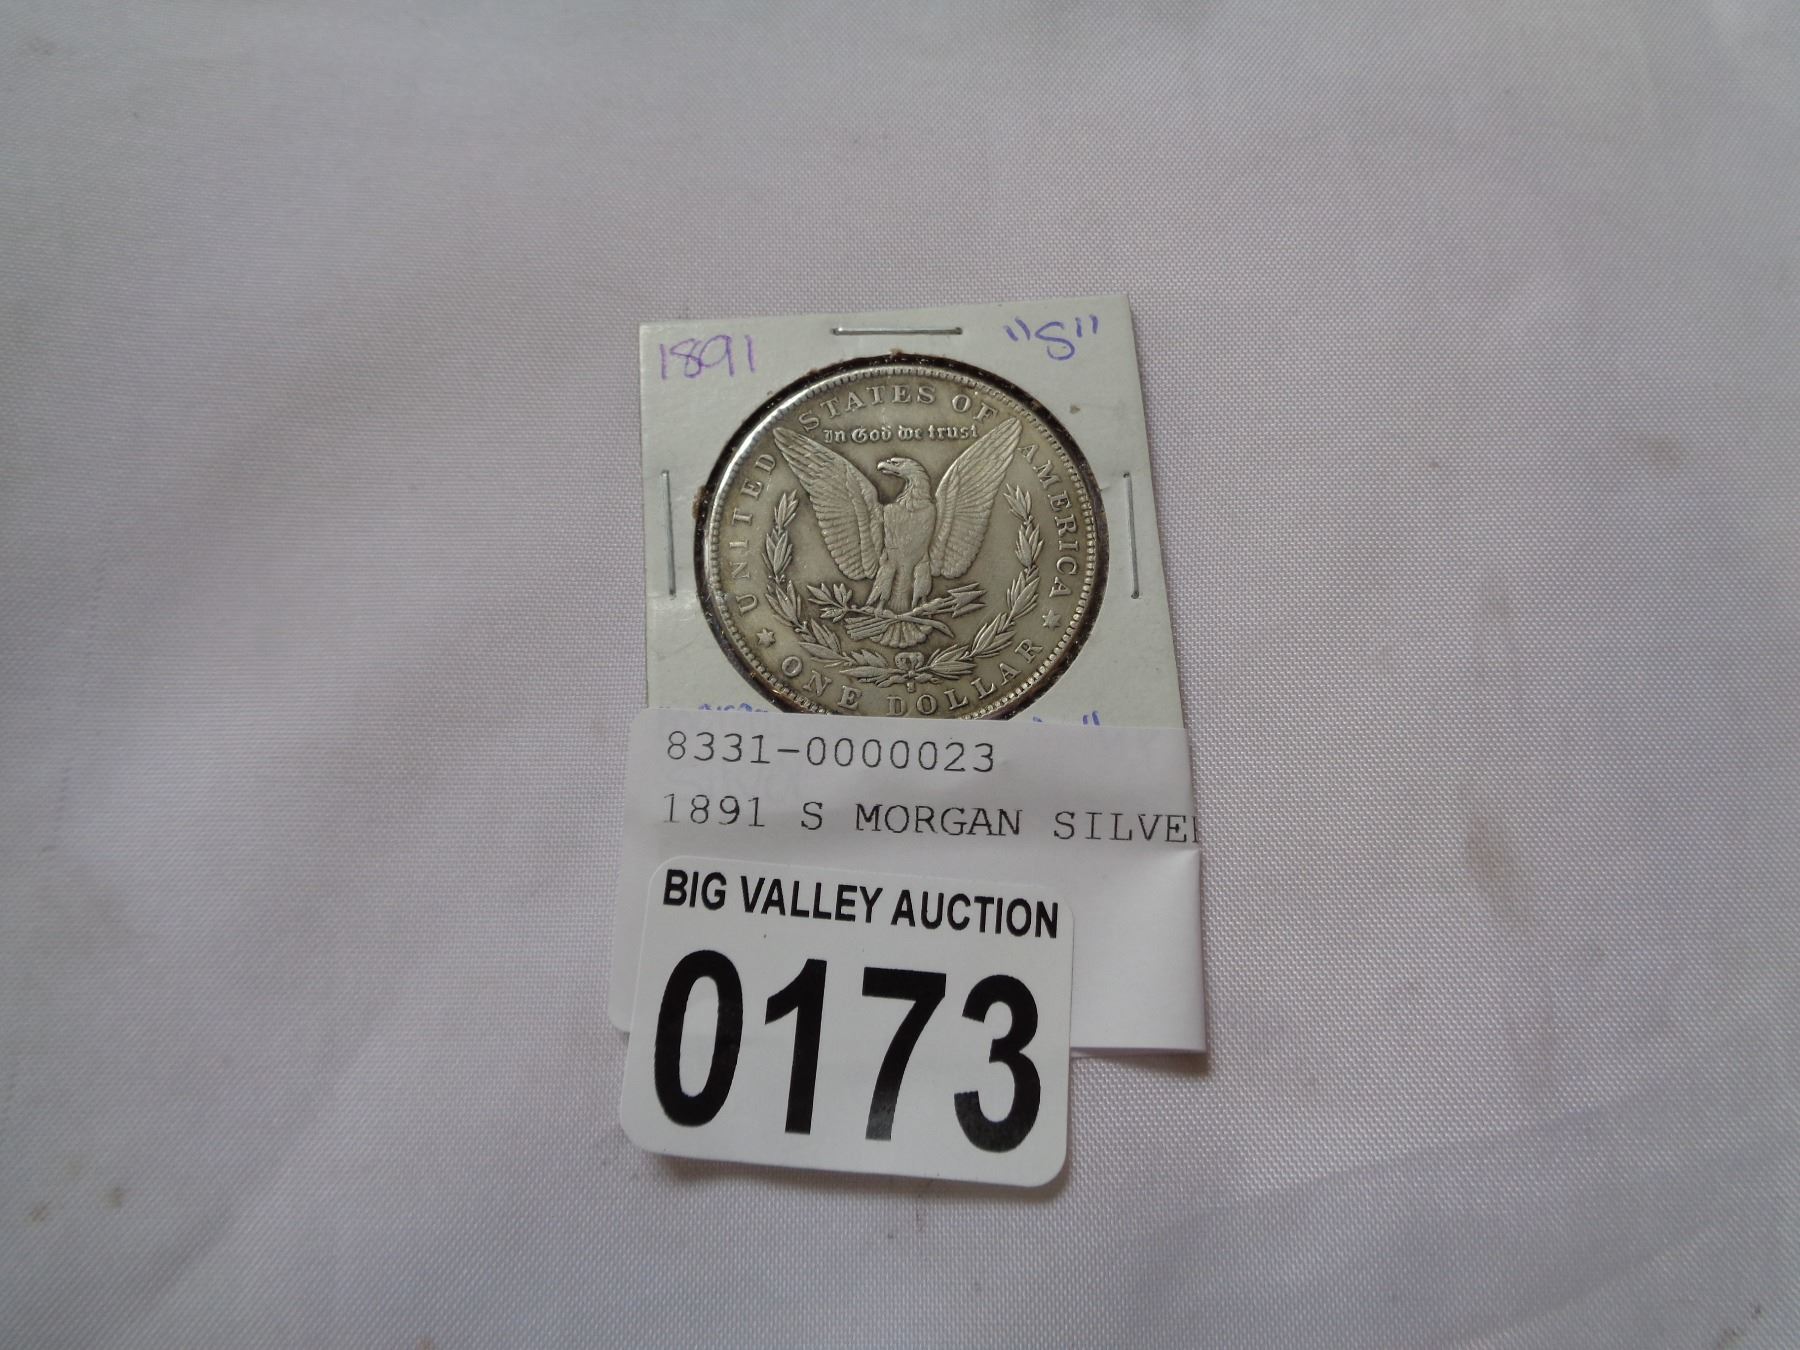 1891 "S"
UNITED STATES OF AMERICA
In God we trust
ONE DOLLAR
S
8331-0000023
1891 S MORGAN SILVE
BIG VALLEY AUCTION
0173